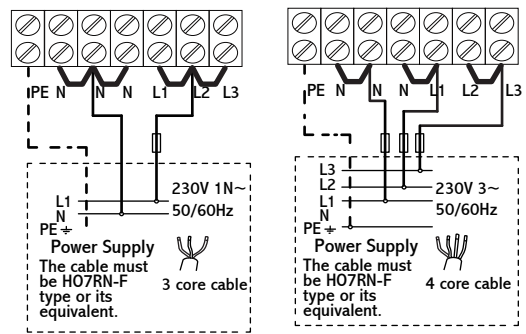 PE N N N L1 L2 L3
L1
N
PE
230V 1N~
50/60Hz
Power Supply
The cable must
be HO7RN-F
type or its
equivalent.
3 core cable
PE N N N L1 L2 L3
L3
L2
L1
N
PE
230V 3~
50/60Hz
Power Supply
The cable must
be HO7RN-F
type or its
equivalent.
4 core cable